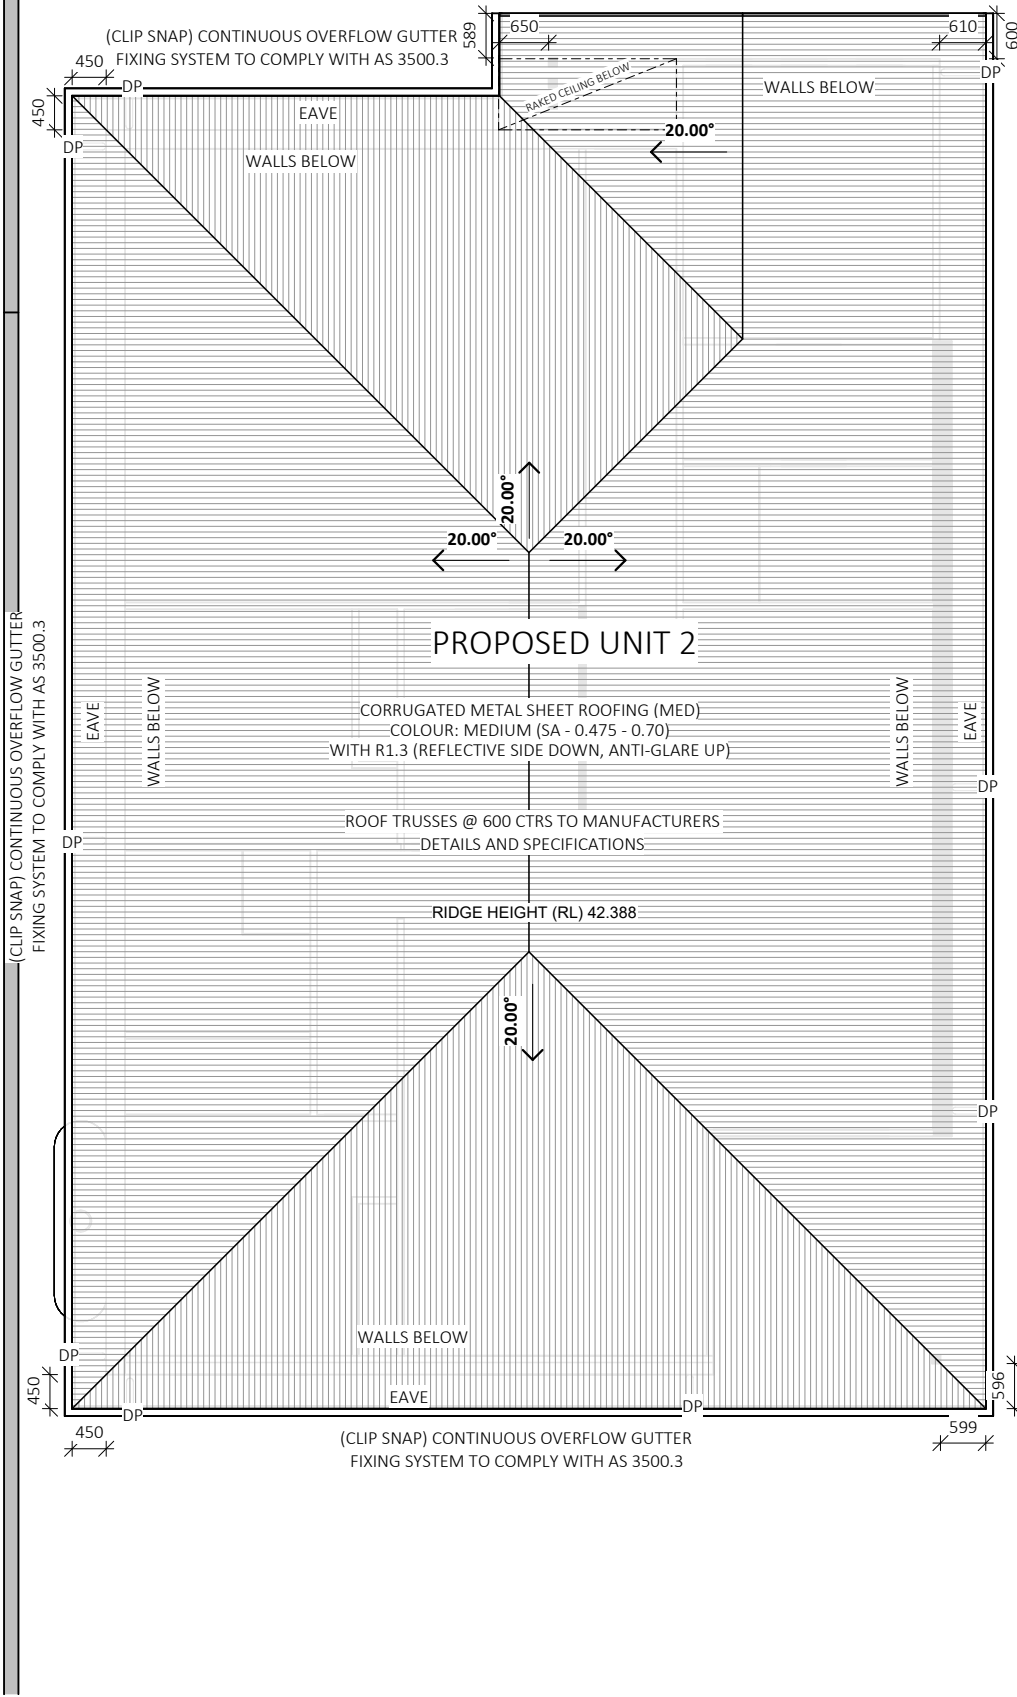 (CLIP SNAP) CONTINUOUS OVERFLOW GUTTER
FIXING SYSTEM TO COMPLY WITH AS 3500.3
589
650
610
600
450
DP
450
DP
EAVE
WALLS BELOW
RAKED CEILING BELOW
WALLS BELOW
DP
20.00°
20.00°
20.00°
20.00°
PROPOSED UNIT 2
(CLIP SNAP) CONTINUOUS OVERFLOW GUTTER
FIXING SYSTEM TO COMPLY WITH AS 3500.3
EAVE
WALLS BELOW
CORRUGATED METAL SHEET ROOFING (MED)
COLOUR: MEDIUM (SA - 0.475 - 0.70)
WITH R1.3 (REFLECTIVE SIDE DOWN, ANTI-GLARE UP)
WALLS BELOW
EAVE
DP
DP
ROOF TRUSSES @ 600 CTRS TO MANUFACTURERS
DETAILS AND SPECIFICATIONS
RIDGE HEIGHT (RL) 42.388
20.00°
DP
WALLS BELOW
DP
450
EAVE
DP
DP
596
450
599
(CLIP SNAP) CONTINUOUS OVERFLOW GUTTER
FIXING SYSTEM TO COMPLY WITH AS 3500.3